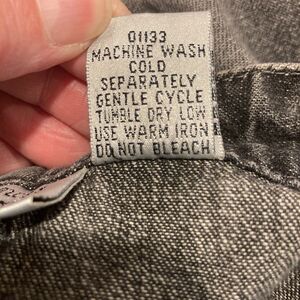 01133
MACHINE WASH
COLD
SEPARATELY
GENTLE CYCLE
TUMBLE DRY LOW
USE WARM IRON
DO NOT BLEACH